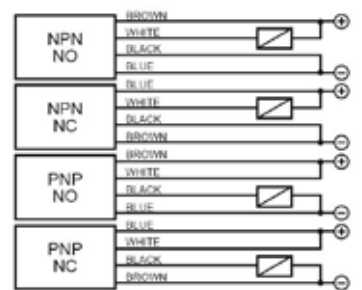 NPN
NO
BROWN
WHITE
BLACK
BLUE
+
-
NPN
NC
BLUE
WHITE
BLACK
BROWN
+
-
PNP
NO
BROWN
WHITE
BLACK
BLUE
+
-
PNP
NC
BLUE
WHITE
BLACK
BROWN
+
-